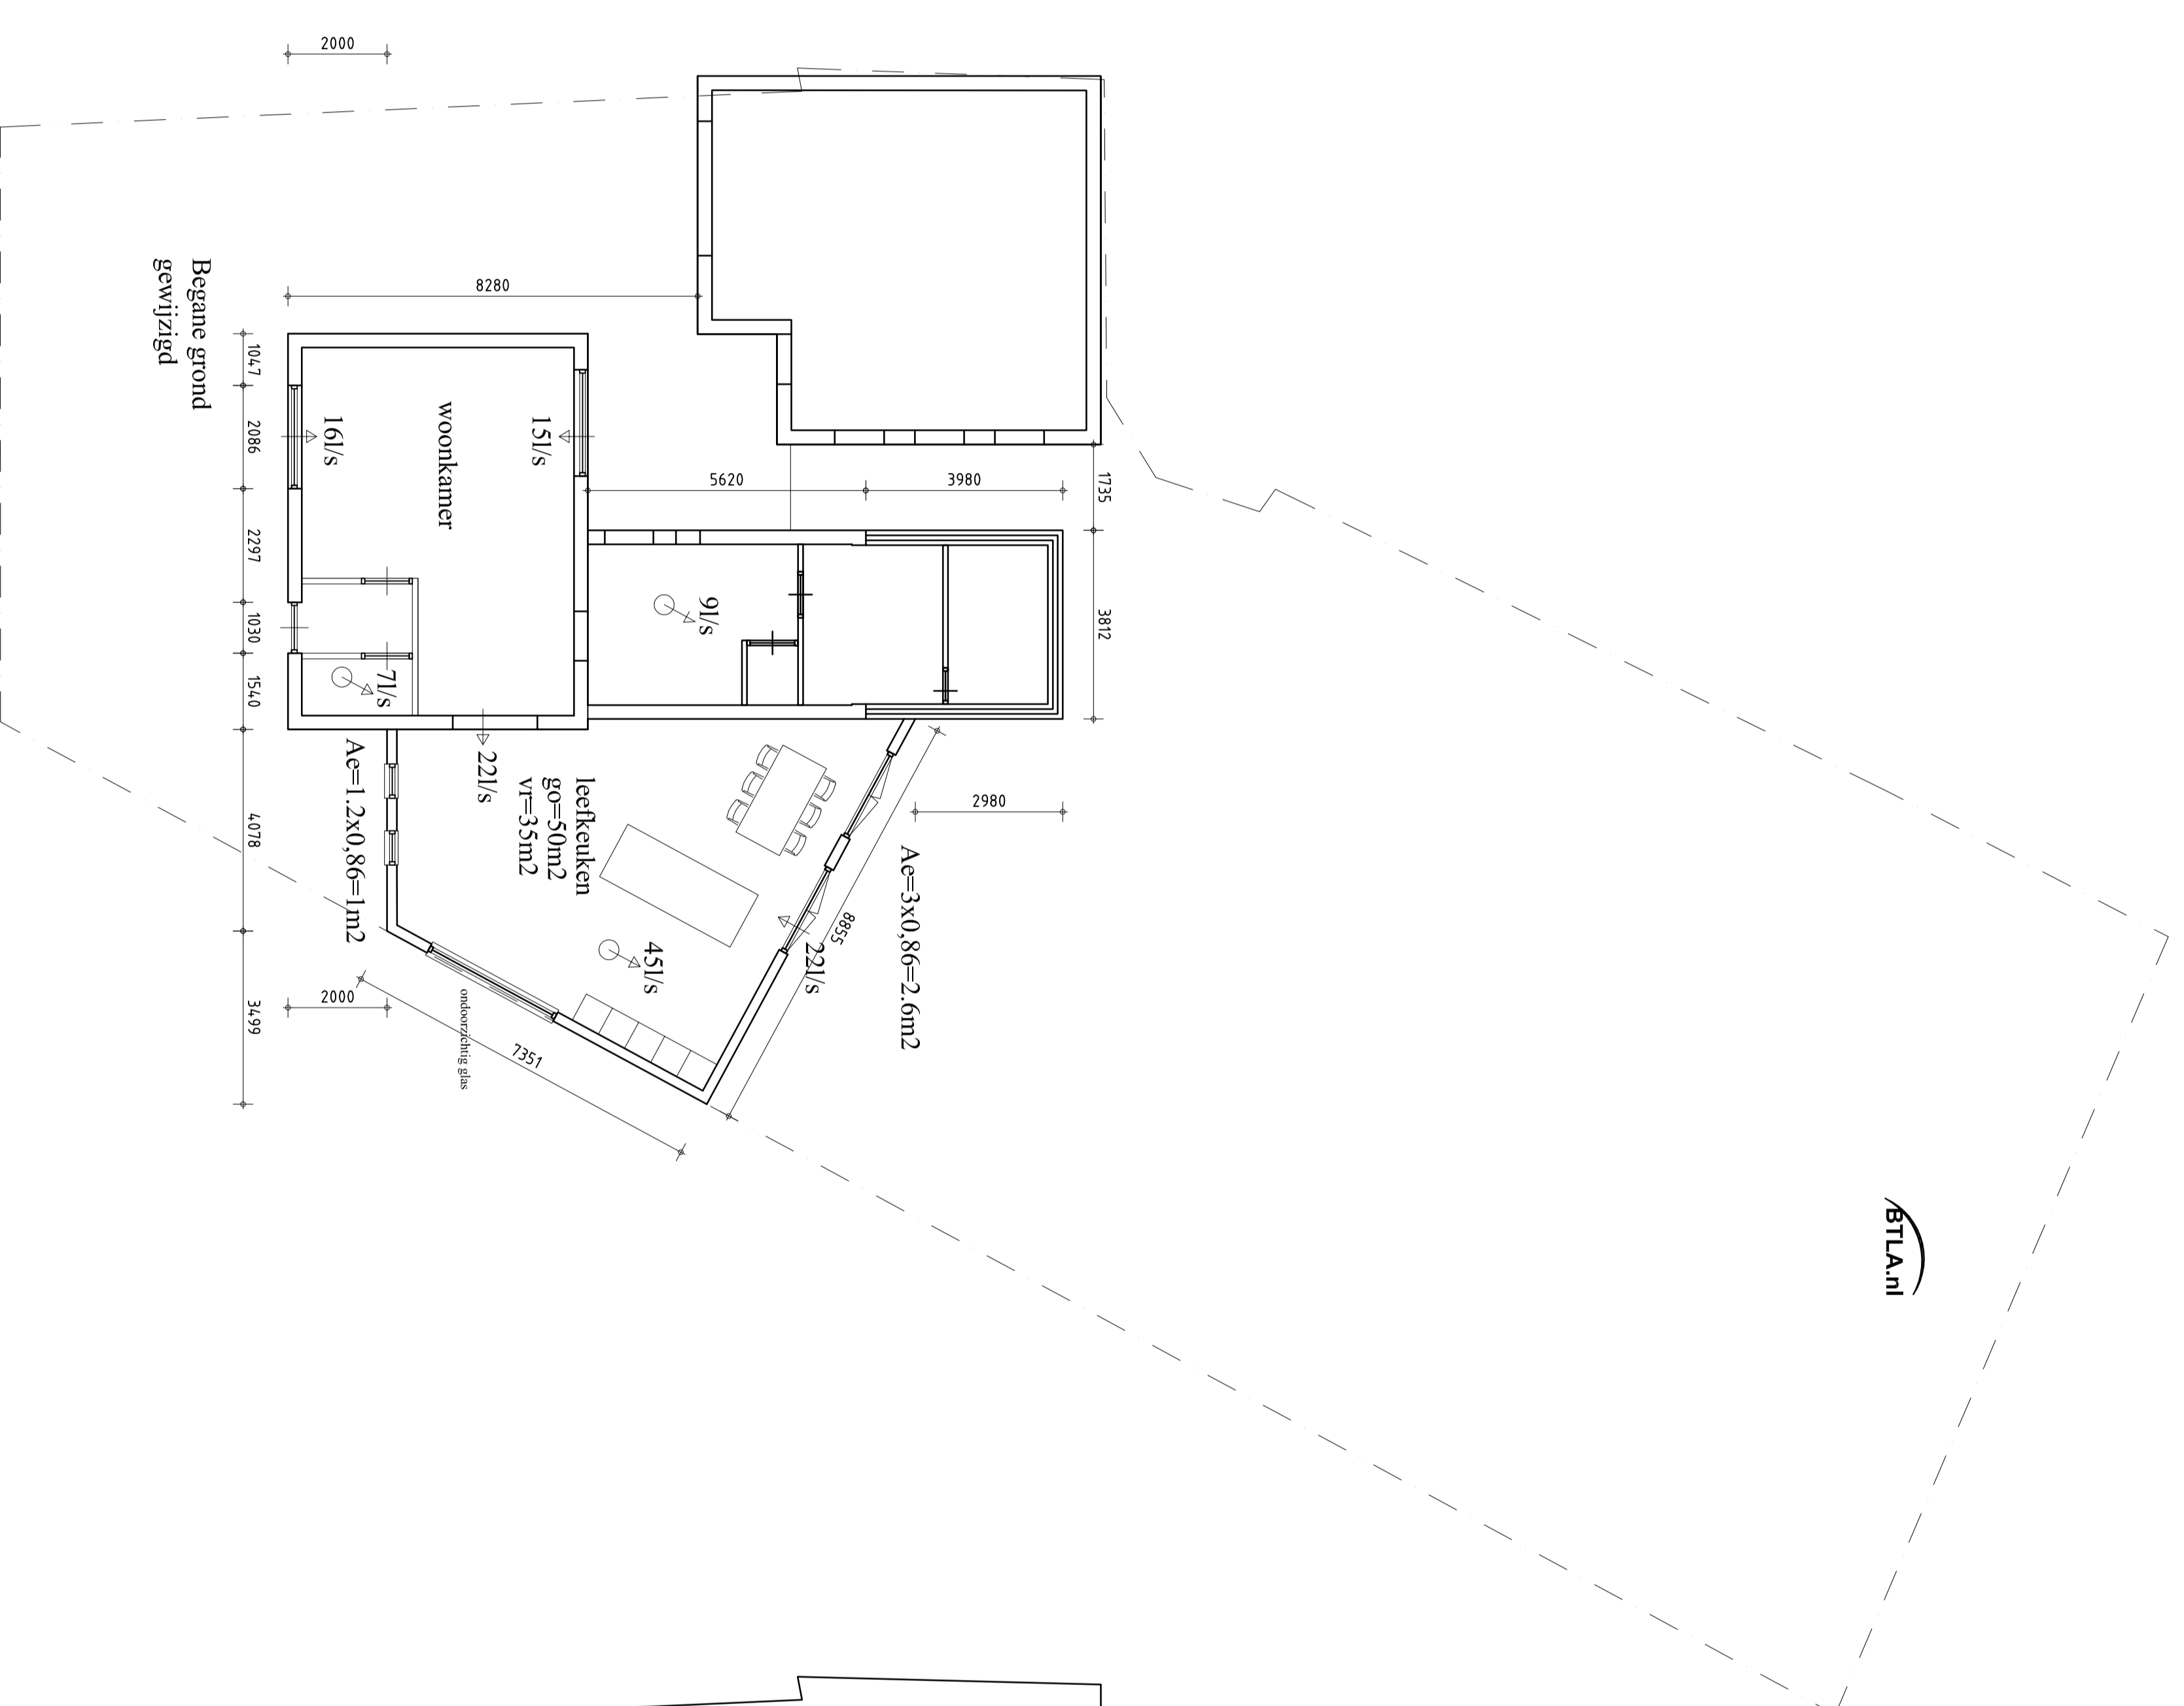 2000
8280
5620
3980
1735
3812
2980
8855
7351
2000
1047
2086
2297
1030
1540
4078
3499
Begane grond
gewijzigd
woonkamer
15l/s
16l/s
9l/s
7l/s
22l/s
leefkeuken
go=50m2
vr=35m2
Ae=1.2x0,86=1m2
Ae=3x0,86=2.6m2
22l/s
45l/s
ondoorzichtig glas
BTLA.nl